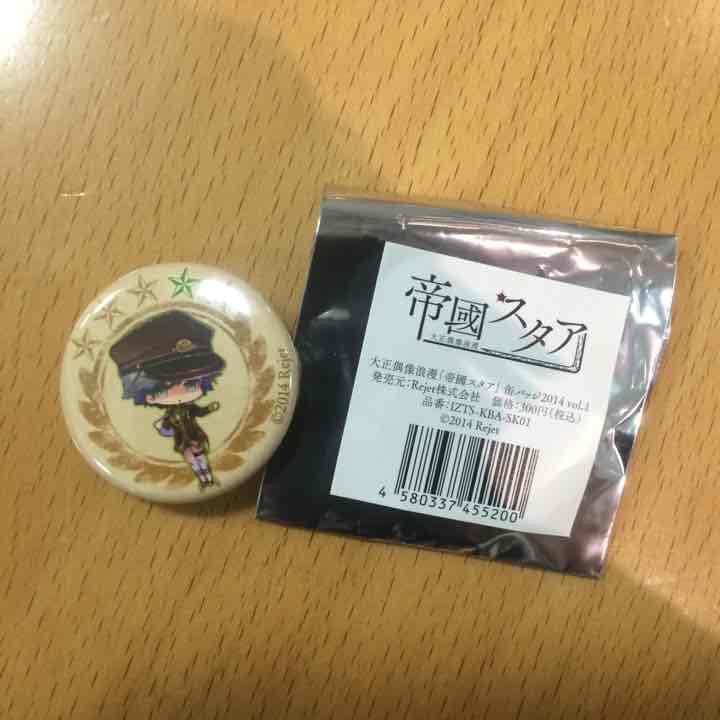 ©2014 Rejet
帝國スタア
大正偶像浪漫
大正偶像浪漫「帝國スタア」 缶バッジ2014 vol.1
発売元:Rejet株式会社 価格:300円(税込)
品番:IZTS-KBA-SK01
©2014 Rejet
4 580337 455200